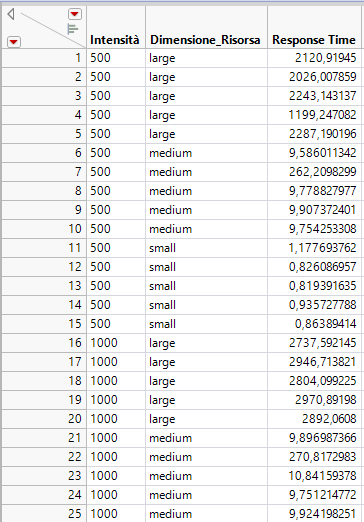 Intensità Dimensione_Risorsa Response Time
1 500 large 2120,91945
2 500 large 2026,007859
3 500 large 2243,143137
4 500 large 1199,247082
5 500 large 2287,190196
6 500 medium 9,586011342
7 500 medium 262,2098299
8 500 medium 9,778827977
9 500 medium 9,907372401
10 500 medium 9,754253308
11 500 small 1,177693762
12 500 small 0,826086957
13 500 small 0,819391635
14 500 small 0,935727788
15 500 small 0,86389414
16 1000 large 2737,592145
17 1000 large 2946,713821
18 1000 large 2804,099225
19 1000 large 2970,89198
20 1000 large 2892,0608
21 1000 medium 9,896987366
22 1000 medium 270,8172983
23 1000 medium 10,84159378
24 1000 medium 9,751214772
25 1000 medium 9,924198251